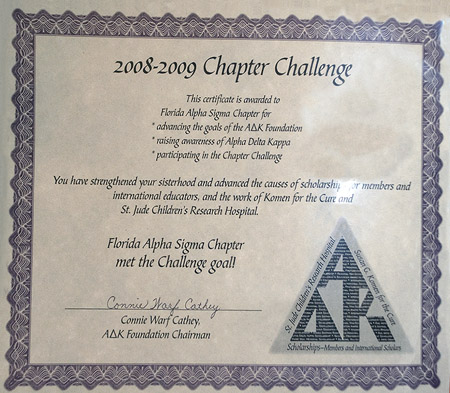 2008-2009 Chapter Challenge
This certificate is awarded to
Florida Alpha Sigma Chapter for
* advancing the goals of the AΔK Foundation
* raising awareness of Alpha Delta Kappa
* participating in the Chapter Challenge
You have strengthened your sisterhood and advanced the causes of scholarship for members and
international educators, and the work of Komen for the Cure and
St. Jude Children's Research Hospital.
Florida Alpha Sigma Chapter
met the Challenge goal!
Connie Warf Cathey
Connie Warf Cathey,
AΔK Foundation Chairman
St. Jude Children's Research Hospital
Susan G. Komen for the Cure
AΔK
Scholarships–Members and International Scholars